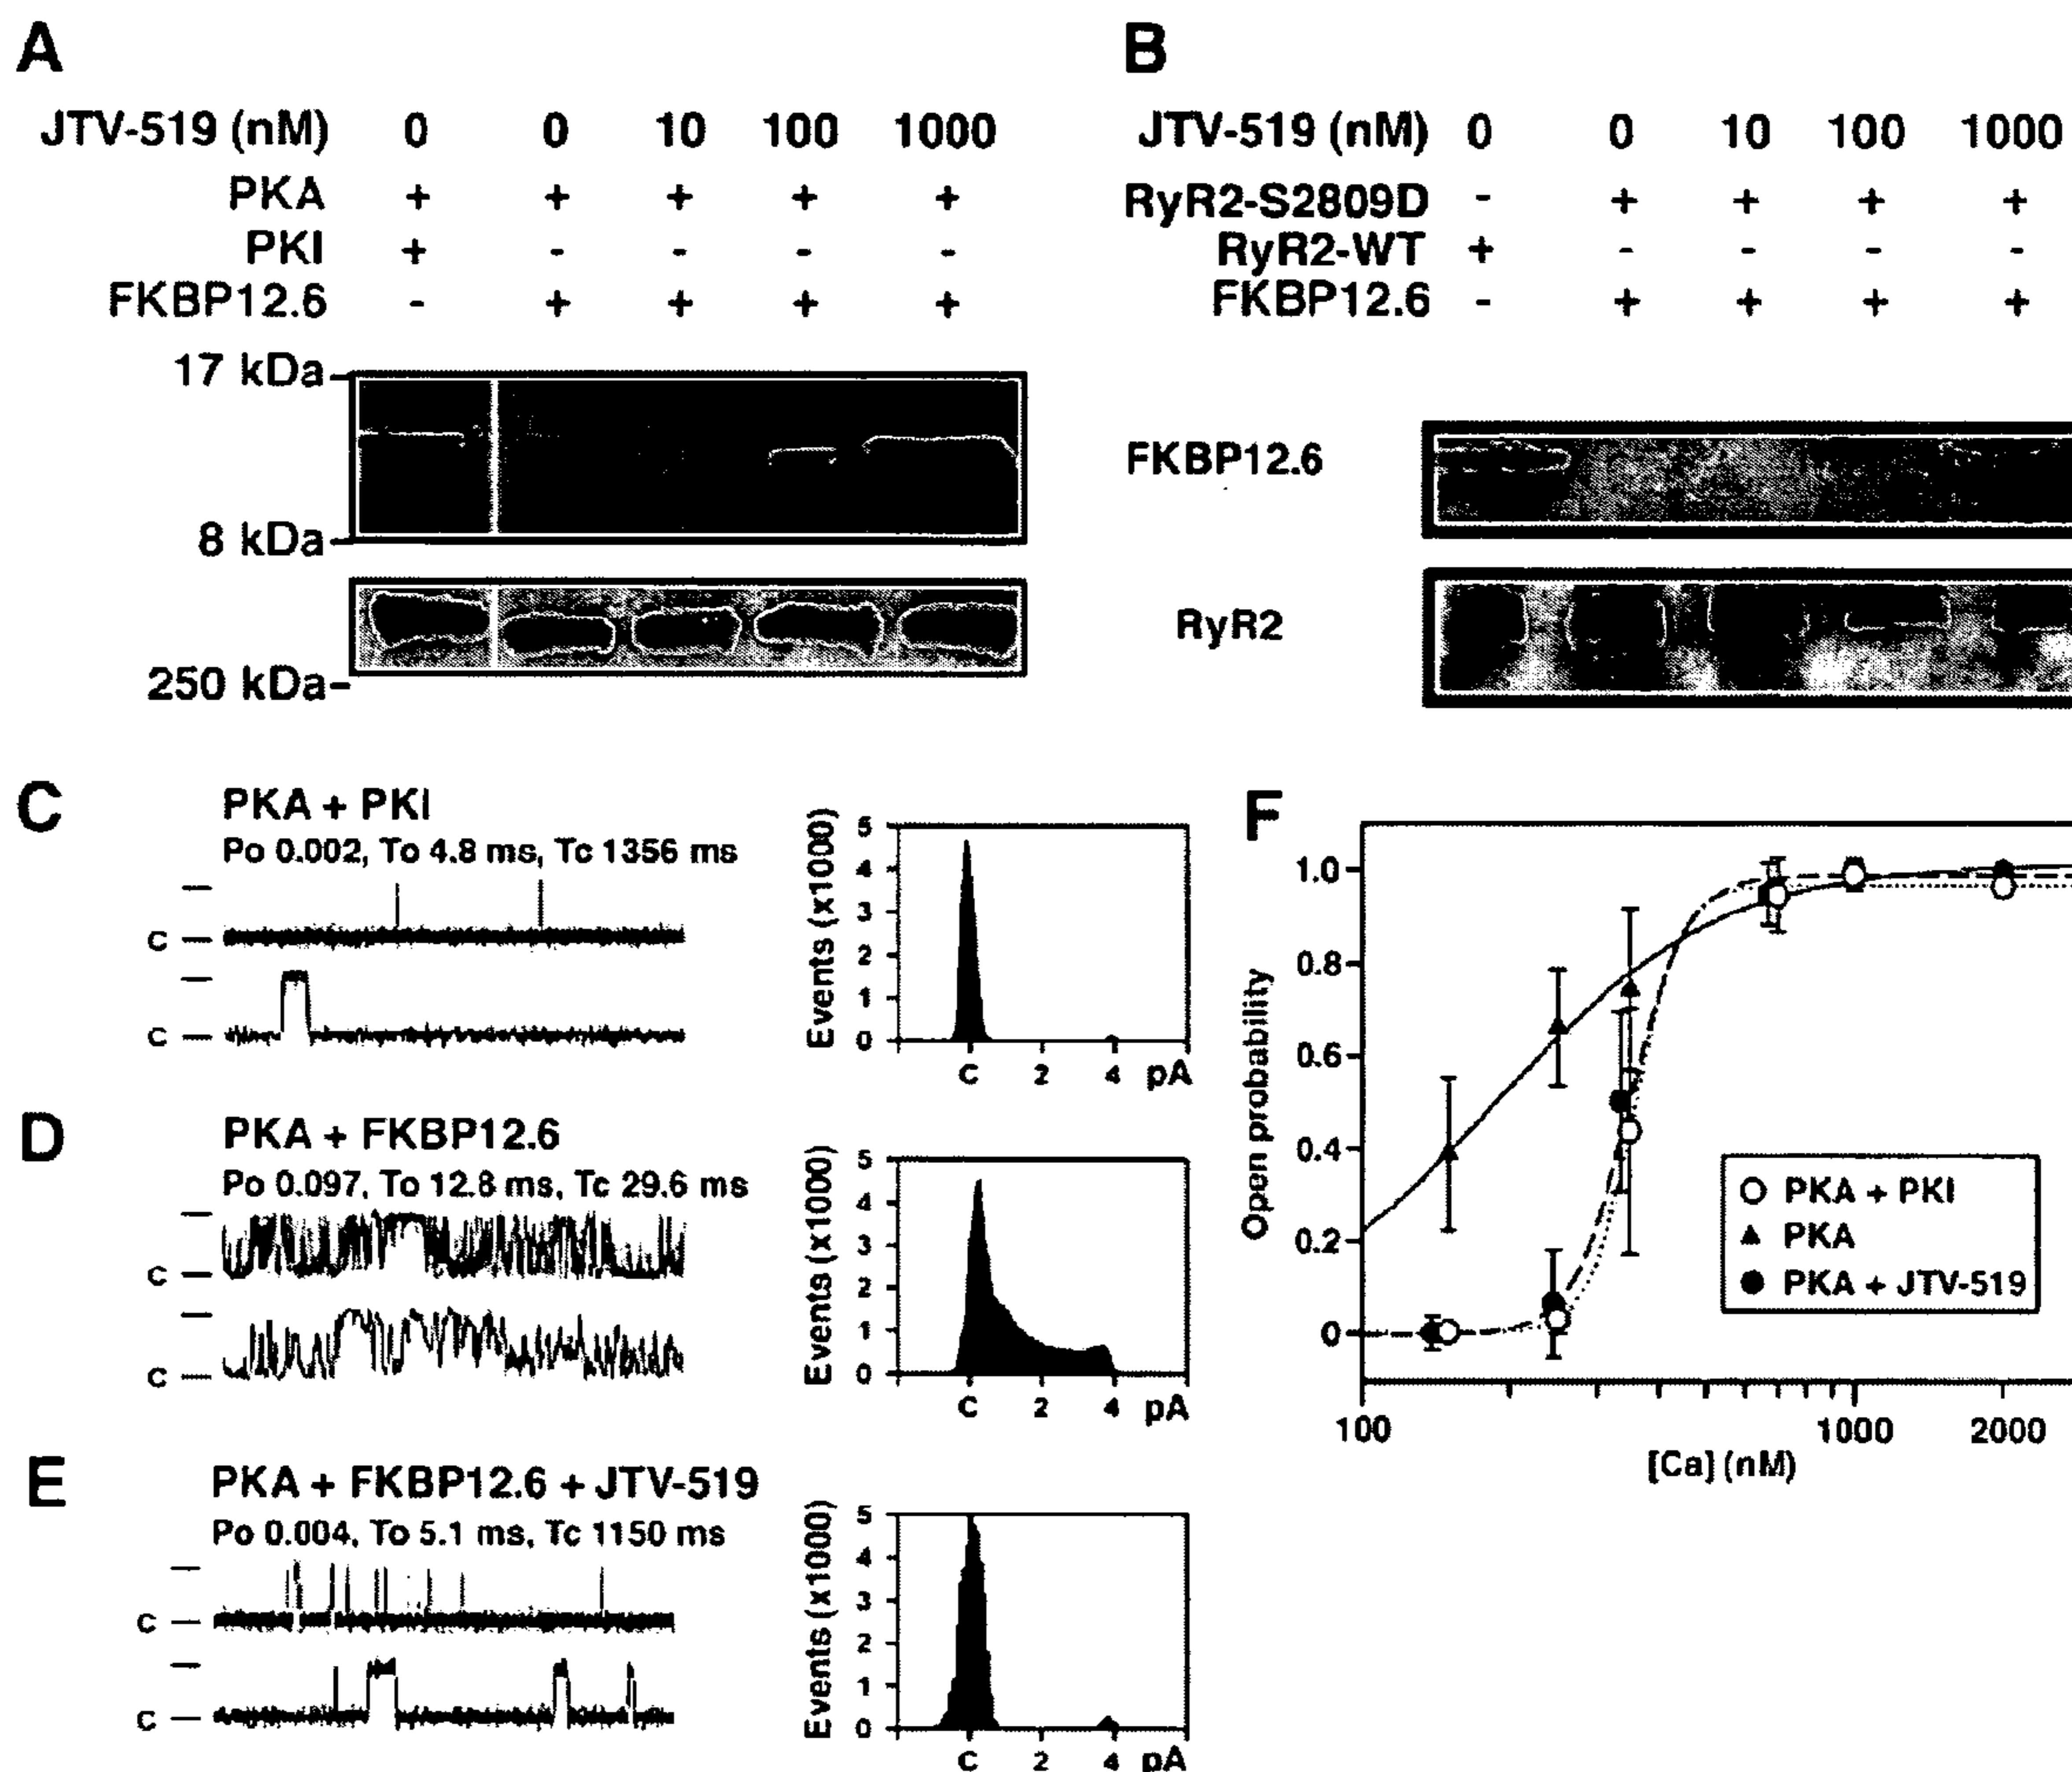 A
JTV-519 (nM) 0 0 10 100 1000
PKA + + + + +
PKI + - - - -
FKBP12.6 - + + + +
17 kDa
8 kDa
250 kDa
B
JTV-519 (nM) 0 0 10 100 1000
RyR2-S2809D - + + + +
RyR2-WT + - - - -
FKBP12.6 - + + + +
FKBP12.6
RyR2
C
PKA + PKI
Po 0.002, To 4.8 ms, Tc 1356 ms
C
C
Events (x1000)
5
4
3
2
1
0
C 2 4 pA
D
PKA + FKBP12.6
Po 0.097, To 12.8 ms, Tc 29.6 ms
C
C
Events (x1000)
5
4
3
2
1
0
C 2 4 pA
E
PKA + FKBP12.6 + JTV-519
Po 0.004, To 5.1 ms, Tc 1150 ms
C
C
Events (x1000)
5
4
3
2
1
0
C 2 4 pA
F
Open probability
1.0
0.8
0.6
0.4
0.2
0
PKA + PKI
PKA
PKA + JTV-519
100 1000 2000
[Ca] (nM)